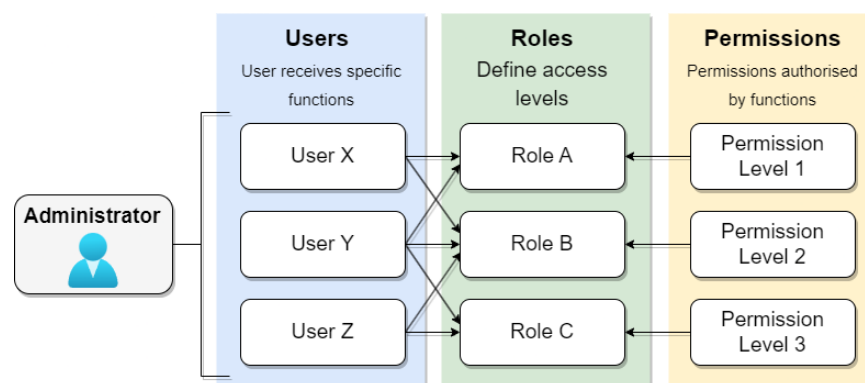 Users
User receives specific
functions
Roles
Define access
levels
Permissions
Permissions authorised
by functions
Administrator
User X
Role A
Permission
Level 1
User Y
Role B
Permission
Level 2
User Z
Role C
Permission
Level 3